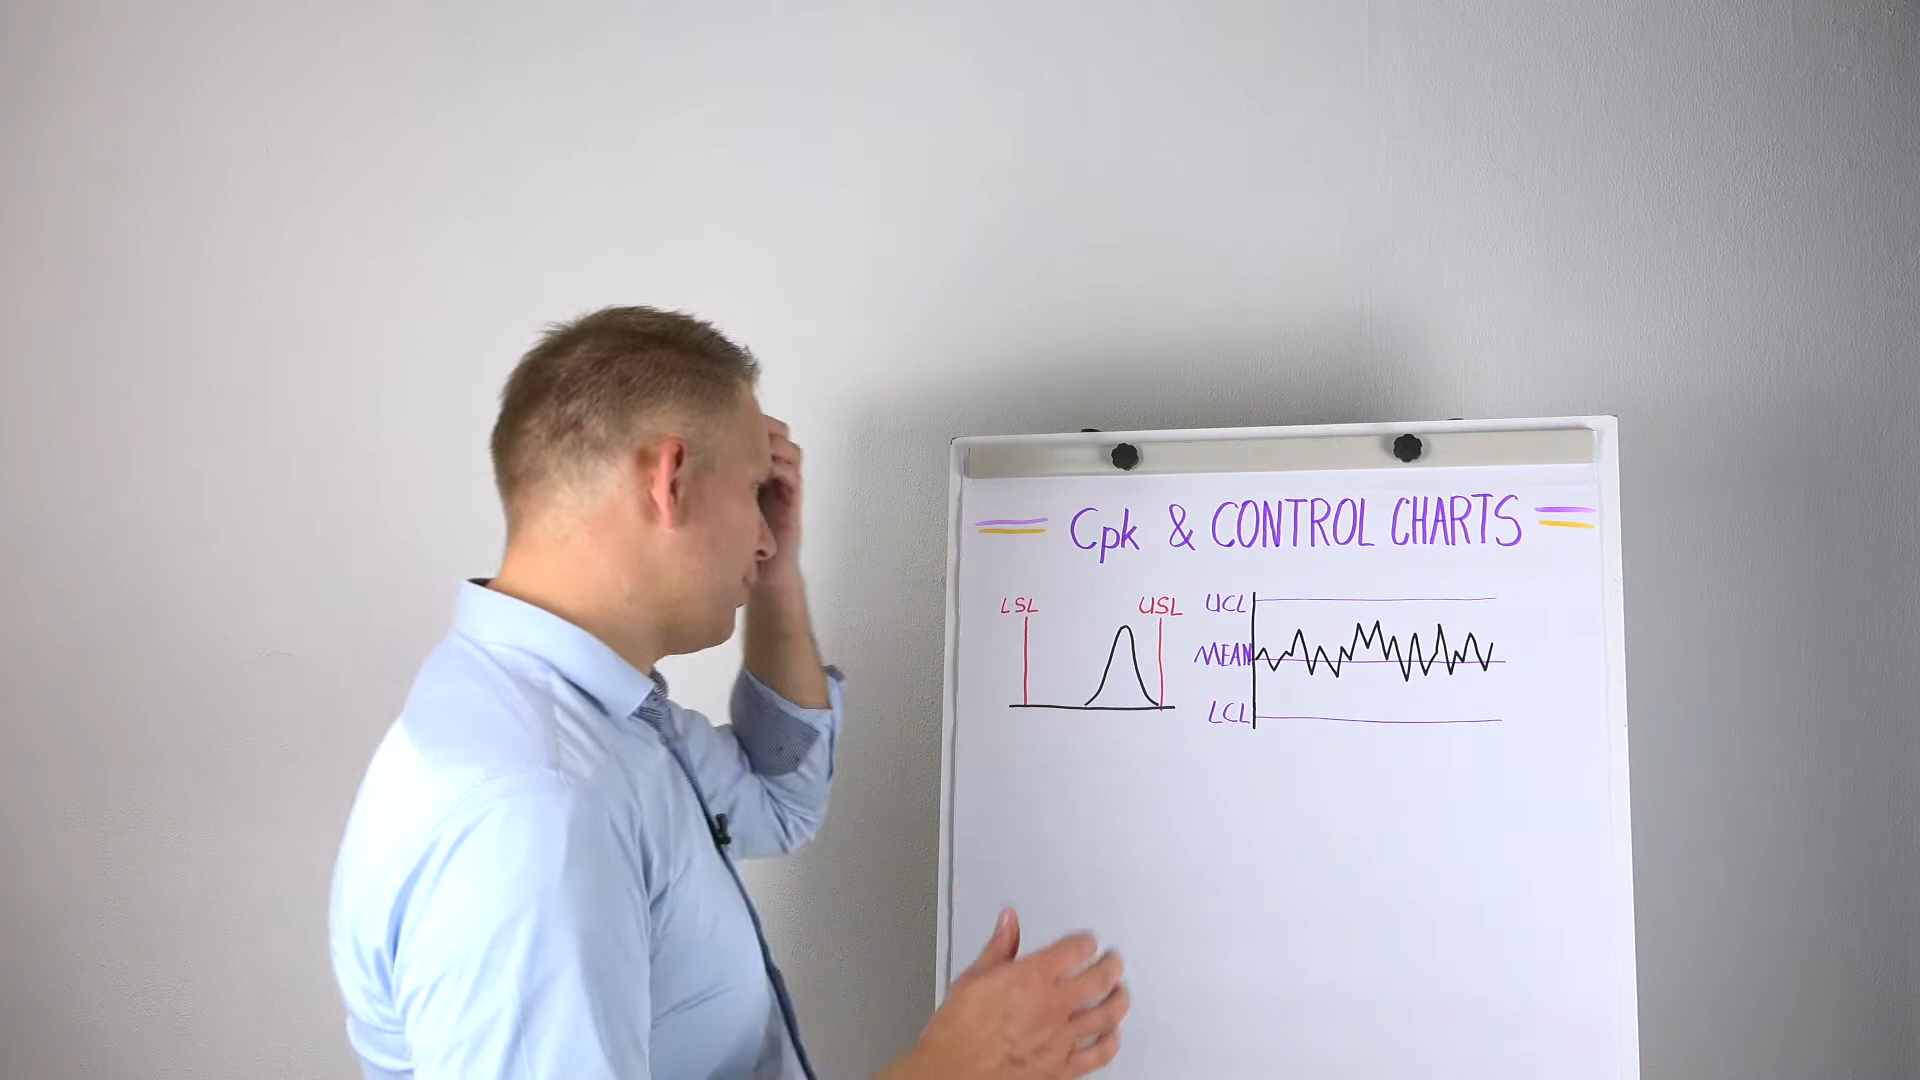 Cpk & CONTROL CHARTS
LSL USL
UCL
MEAN
LCL